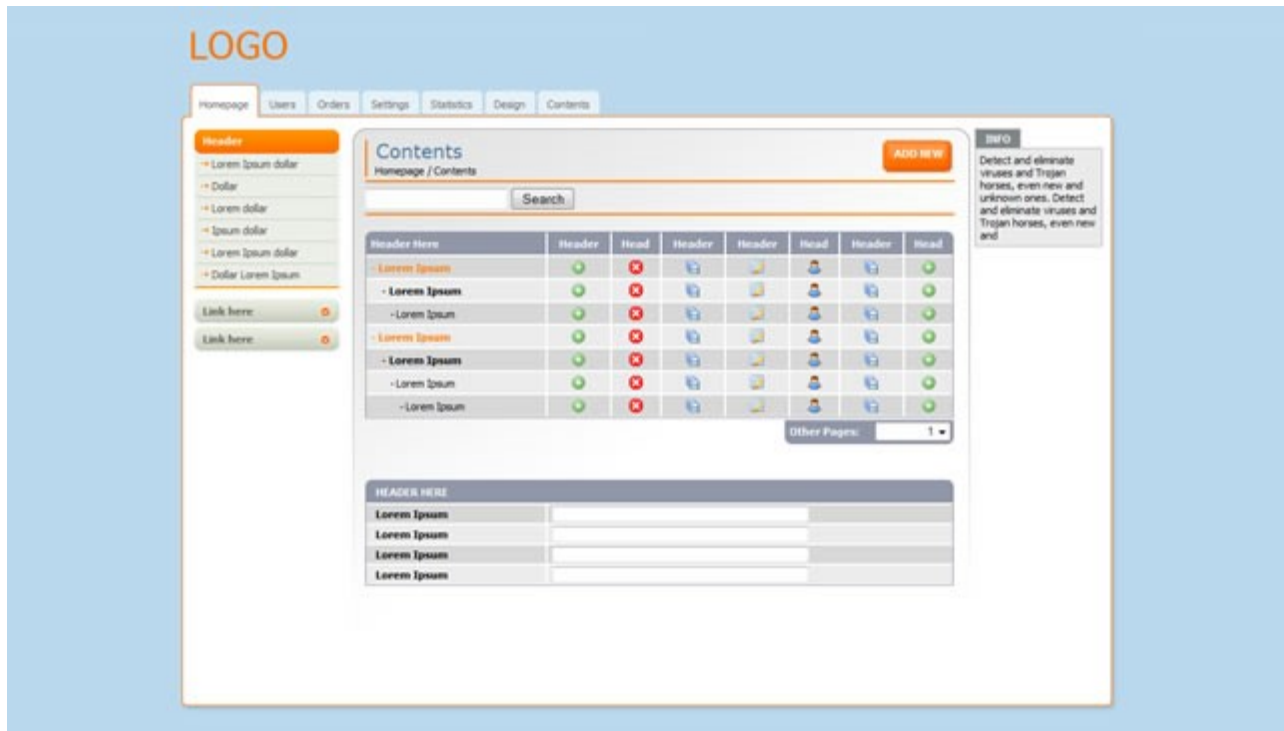 LOGO
Homepage Users Orders Settings Statistics Design Contents
Header
Lorem Ipsum dollar
Dollar
Lorem dollar
Ipsum dollar
Lorem Ipsum dollar
Dollar Lorem Ipsum
Link here
Link here
Contents
Homepage / Contents
ADD NEW
Search
Header Here Header Head Header Header Head Header Head
- Lorem Ipsum
- Lorem Ipsum
- Lorem Ipsum
- Lorem Ipsum
- Lorem Ipsum
- Lorem Ipsum
- Lorem Ipsum
Other Pages: 1
HEADER HERE
Lorem Ipsum
Lorem Ipsum
Lorem Ipsum
Lorem Ipsum
INFO
Detect and eliminate
viruses and Trojan
horses, even new and
unknown ones. Detect
and eliminate viruses and
Trojan horses, even new
and